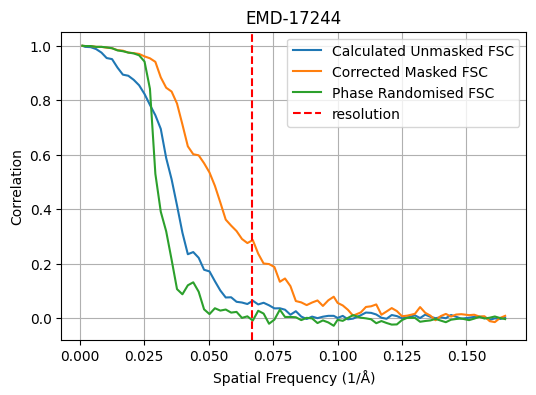 EMD-17244
1.0
0.8
0.6
0.4
0.2
0.0
Correlation
Calculated Unmasked FSC
Corrected Masked FSC
Phase Randomised FSC
resolution
0.000 0.025 0.050 0.075 0.100 0.125 0.150
Spatial Frequency (1/Å)